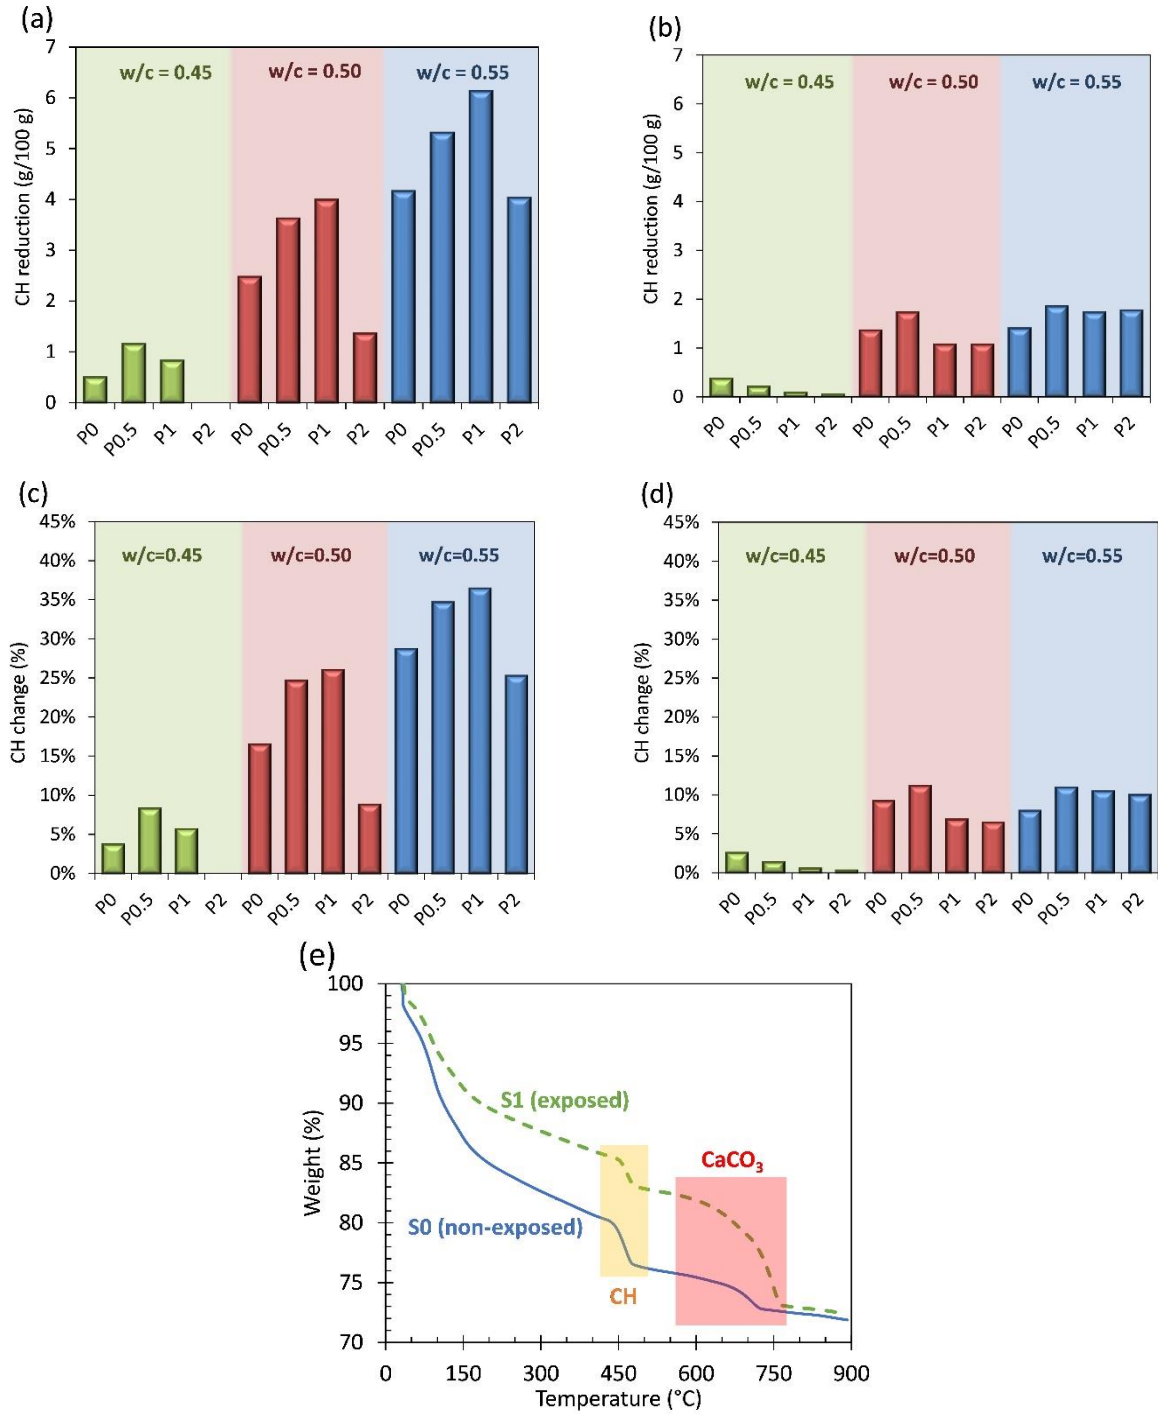 (a)
7
6
5
4
3
2
1
0
CH reduction (g/100 g)
w/c = 0.45
w/c = 0.50
w/c = 0.55
P0
P0.5
P1
P2
P0
P0.5
P1
P2
P0
P0.5
P1
P2
(b)
7
6
5
4
3
2
1
0
CH reduction (g/100 g)
w/c = 0.45
w/c = 0.50
w/c = 0.55
P0
P0.5
P1
P2
P0
P0.5
P1
P2
P0
P0.5
P1
P2
(c)
45%
40%
35%
30%
25%
20%
15%
10%
5%
0%
CH change (%)
w/c=0.45
w/c=0.50
w/c=0.55
P0
P0.5
P1
P2
P0
P0.5
P1
P2
P0
P0.5
P1
P2
(d)
45%
40%
35%
30%
25%
20%
15%
10%
5%
0%
CH change (%)
w/c=0.45
w/c=0.50
w/c=0.55
P0
P0.5
P1
P2
P0
P0.5
P1
P2
P0
P0.5
P1
P2
(e)
100
95
90
85
80
75
70
Weight (%)
S1 (exposed)
CaCO₃
S0 (non-exposed)
CH
0
150
300
450
600
750
900
Temperature (°C)